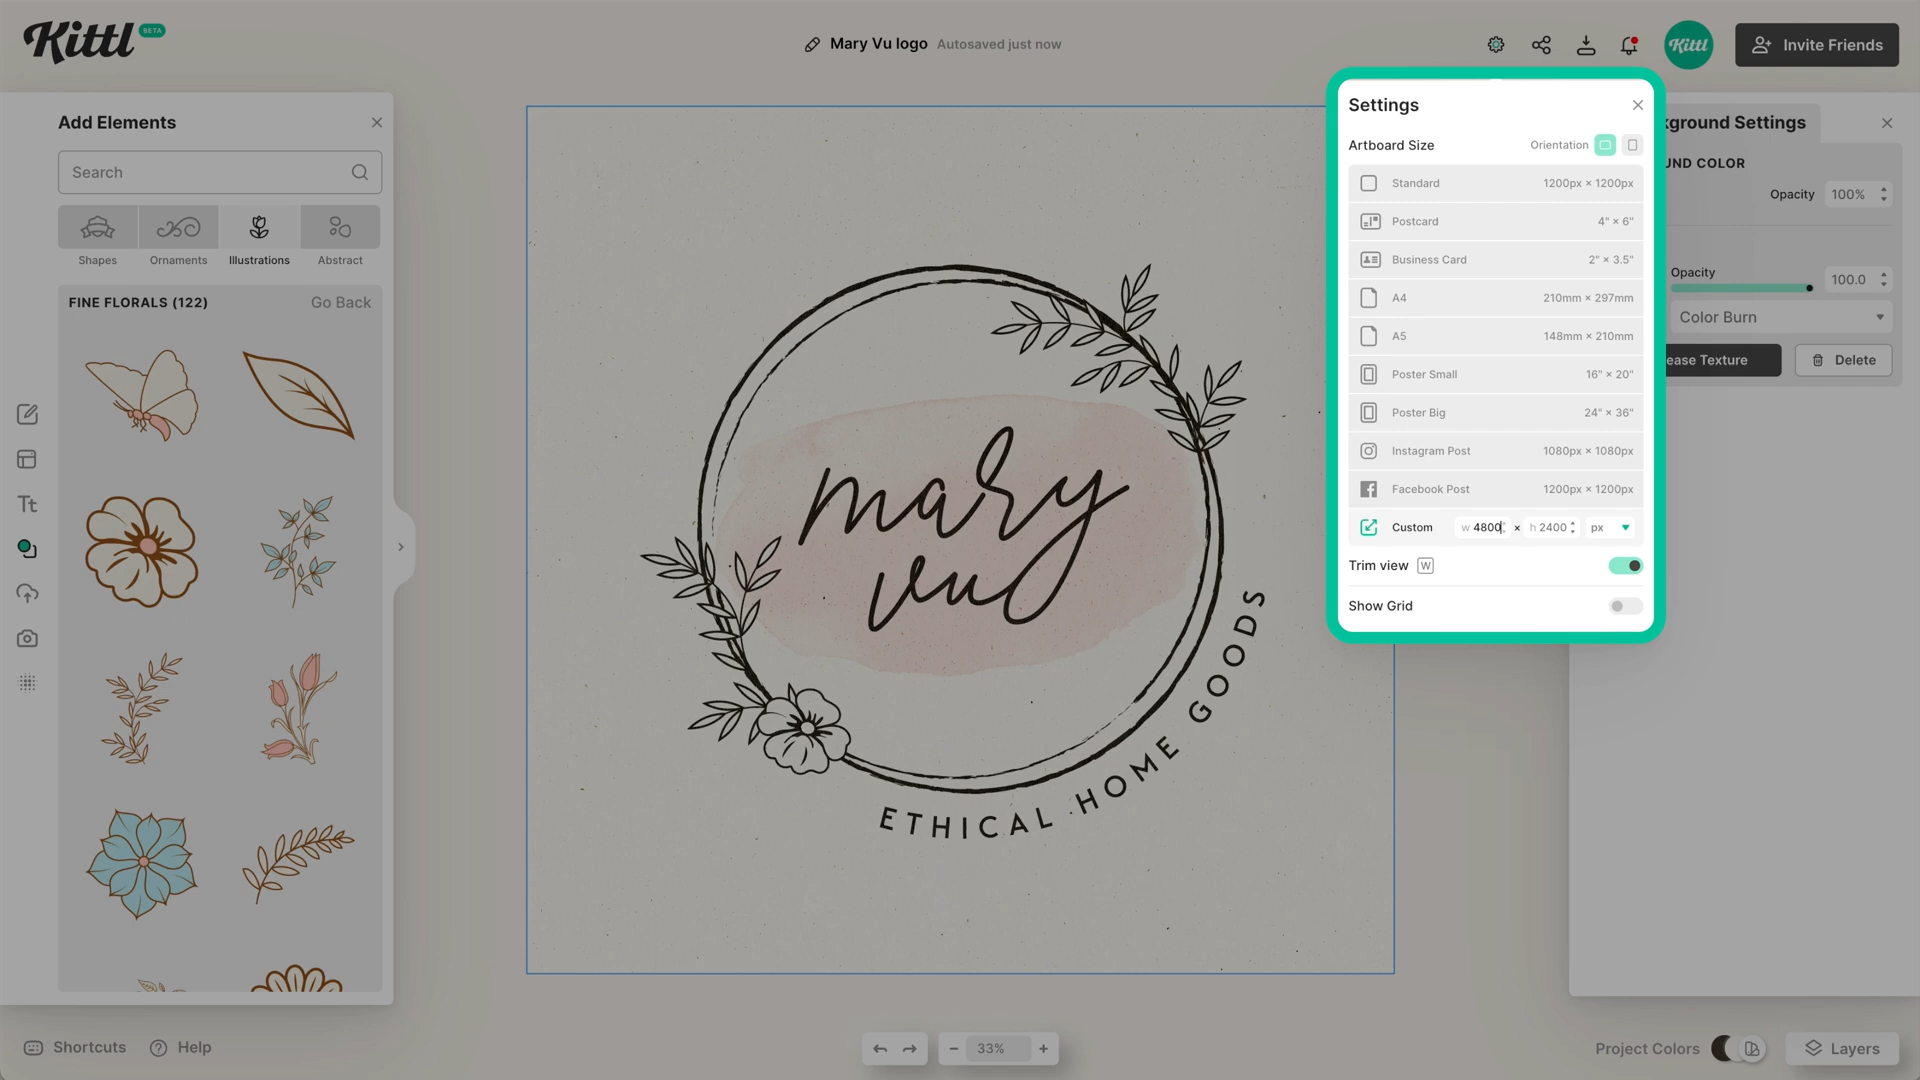 Kittl BETA
Mary Vu logo Autosaved just now
Kittl
Invite Friends
Add Elements
Search
Shapes Ornaments Illustrations Abstract
FINE FLORALS (122) Go Back
mary
vu
ETHICAL HOME GOODS
Settings
Artboard Size Orientation
Standard 1200px × 1200px
Postcard 4" × 6"
Business Card 2" × 3.5"
A4 210mm × 297mm
A5 148mm × 210mm
Poster Small 16" × 20"
Poster Big 24" × 36"
Instagram Post 1080px × 1080px
Facebook Post 1200px × 1200px
Custom w 4800 × h 2400 px
Trim view W
Show Grid
kground Settings
UND COLOR
Opacity 100%
Opacity 100.0
Color Burn
ease Texture Delete
Tt
Shortcuts Help
33%
Project Colors Layers